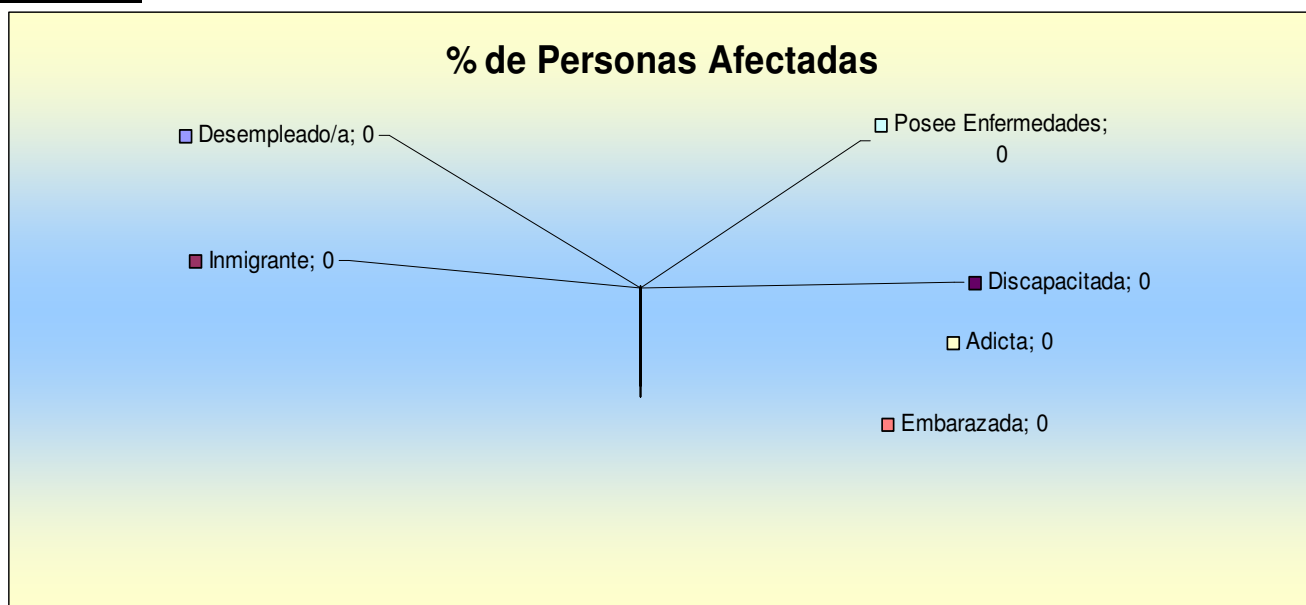 % de Personas Afectadas
Desempleado/a; 0
Posee Enfermedades;
0
Inmigrante; 0
Discapacitada; 0
Adicta; 0
Embarazada; 0